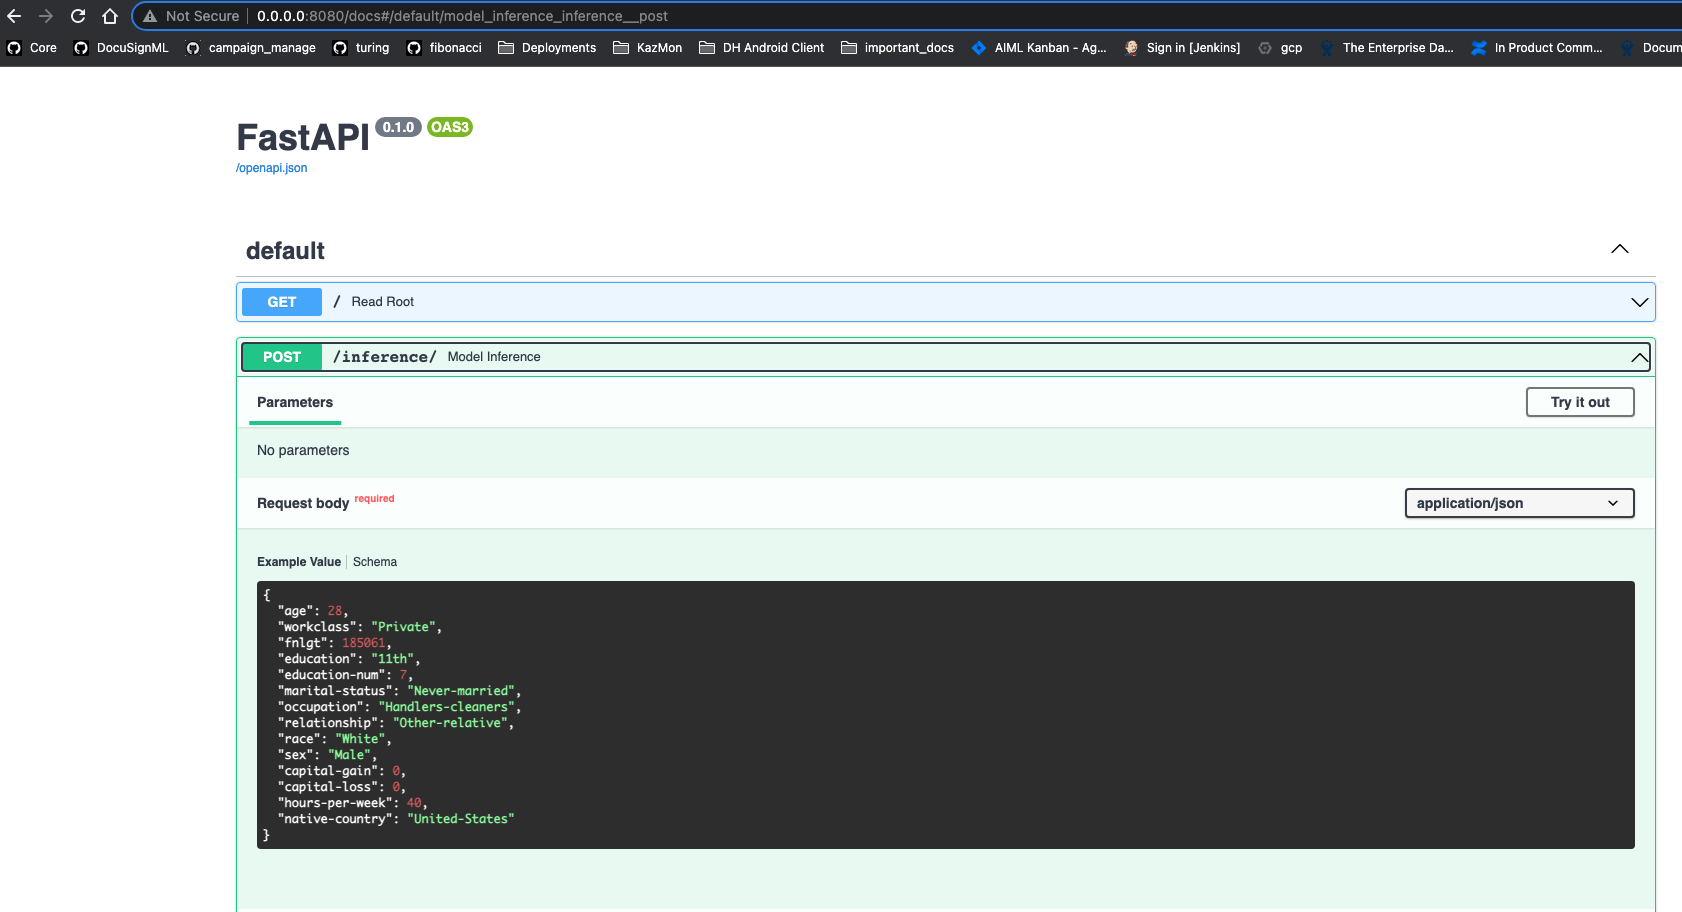 Not Secure | 0.0.0.0:8080/docs#/default/model_inference_inference__post
Core DocuSignML campaign_manage turing fibonacci Deployments KazMon DH Android Client important_docs AIML Kanban - Ag... Sign in [Jenkins] gcp The Enterprise Da... In Product Comm... Docum
FastAPI 0.1.0 OAS3
/openapi.json
default
GET / Read Root
POST /inference/ Model Inference
Parameters Try it out
No parameters
Request body required application/json
Example Value | Schema
{
"age": 28,
"workclass": "Private",
"fnlgt": 185061,
"education": "11th",
"education-num": 7,
"marital-status": "Never-married",
"occupation": "Handlers-cleaners",
"relationship": "Other-relative",
"race": "White",
"sex": "Male",
"capital-gain": 0,
"capital-loss": 0,
"hours-per-week": 40,
"native-country": "United-States"
}